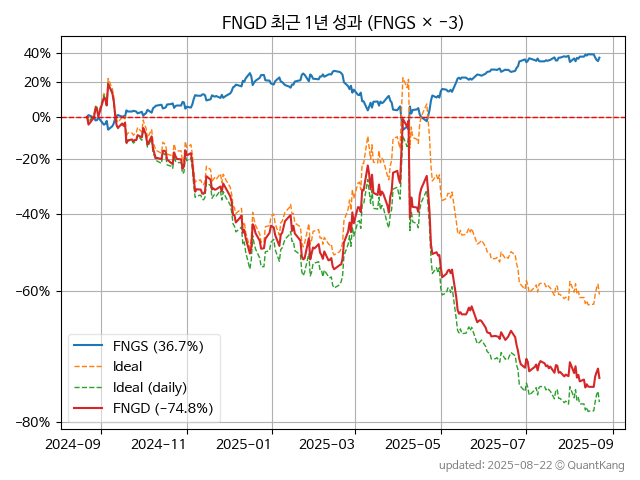 FNGD 최근 1년 성과 (FNGS × −3)
40%
20%
0%
−20%
−40%
−60%
−80%
FNGS (36.7%)
Ideal
Ideal (daily)
FNGD (−74.8%)
2024-09
2024-11
2025-01
2025-03
2025-05
2025-07
2025-09
updated: 2025-08-22 © QuantKang